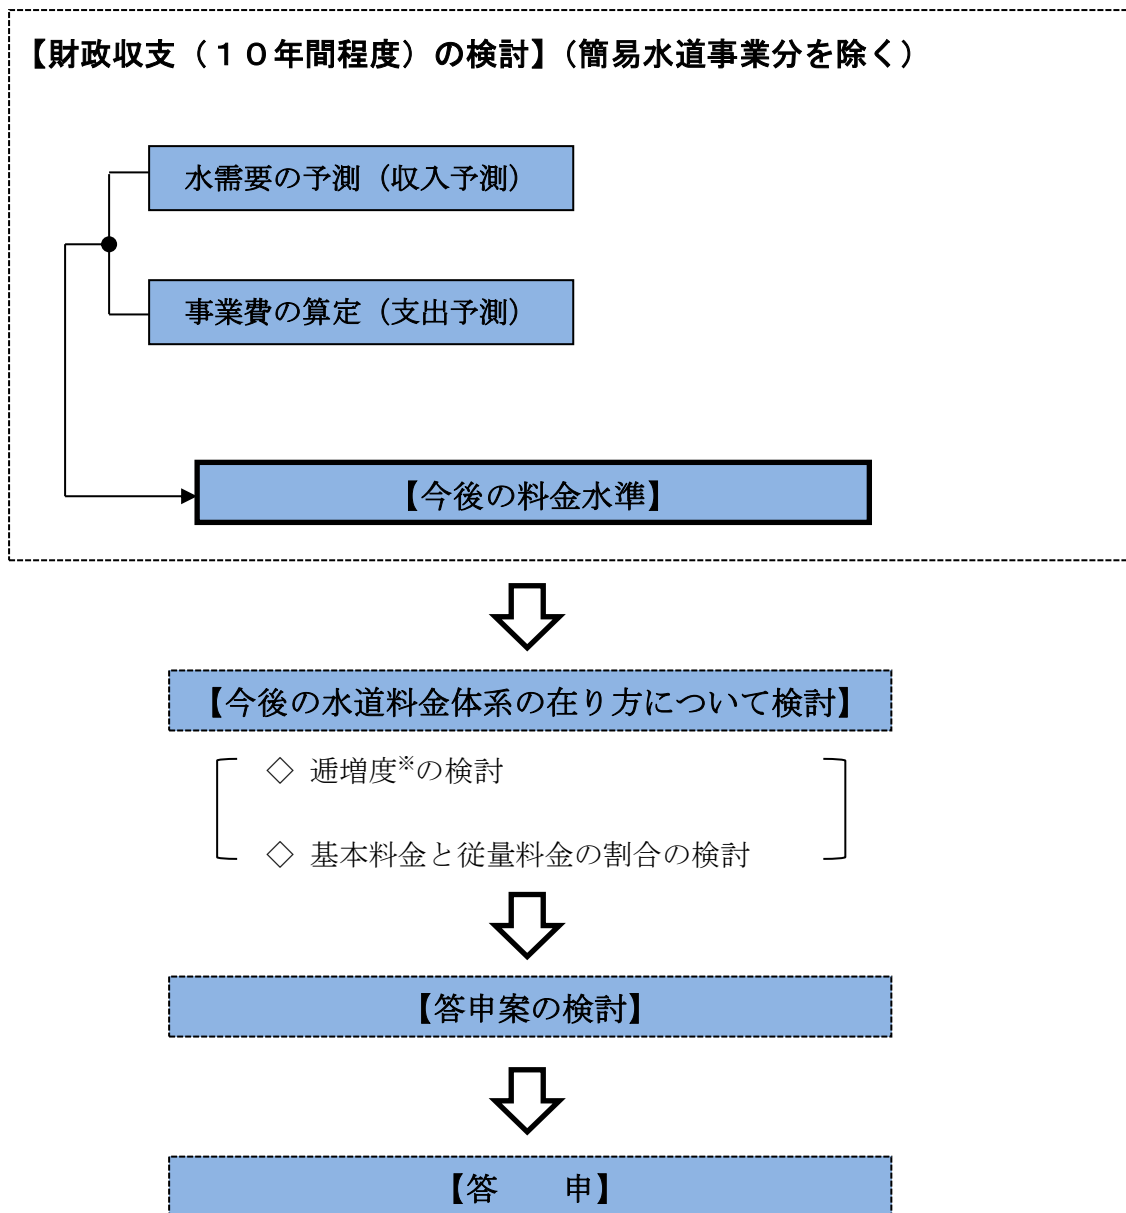 【財政収支（１０年間程度）の検討】（簡易水道事業分を除く）
水需要の予測（収入予測）
事業費の算定（支出予測）
【今後の料金水準】
【今後の水道料金体系の在り方について検討】
◇ 逓増度※の検討
◇ 基本料金と従量料金の割合の検討
【答申案の検討】
【答　　申】